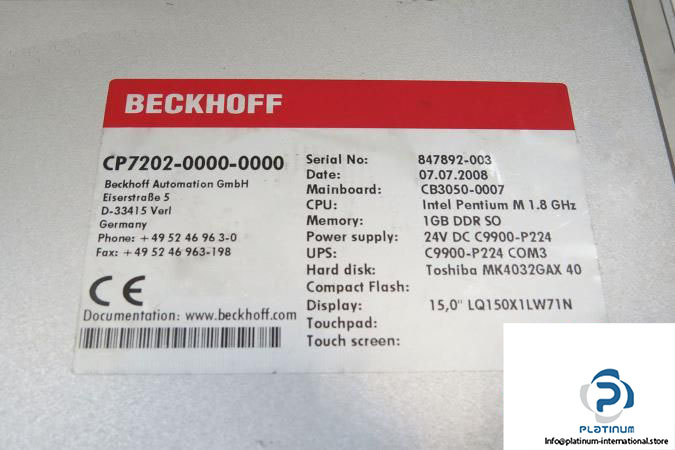 BECKHOFF
CP7202-0000-0000
Beckhoff Automation GmbH
Eiserstraße 5
D-33415 Verl
Germany
Phone: +49 52 46 96 3-0
Fax: +49 52 46 963-198
CE
Documentation: www.beckhoff.com
Serial No: 847892-003
Date: 07.07.2008
Mainboard: CB3050-0007
CPU: Intel Pentium M 1.8 GHz
Memory: 1GB DDR SO
Power supply: 24V DC C9900-P224
UPS: C9900-P224 COM3
Hard disk: Toshiba MK4032GAX 40
Compact Flash:
Display: 15,0" LQ150X1LW71N
Touchpad:
Touch screen:
PLATINUM
Info@platinum-international.store